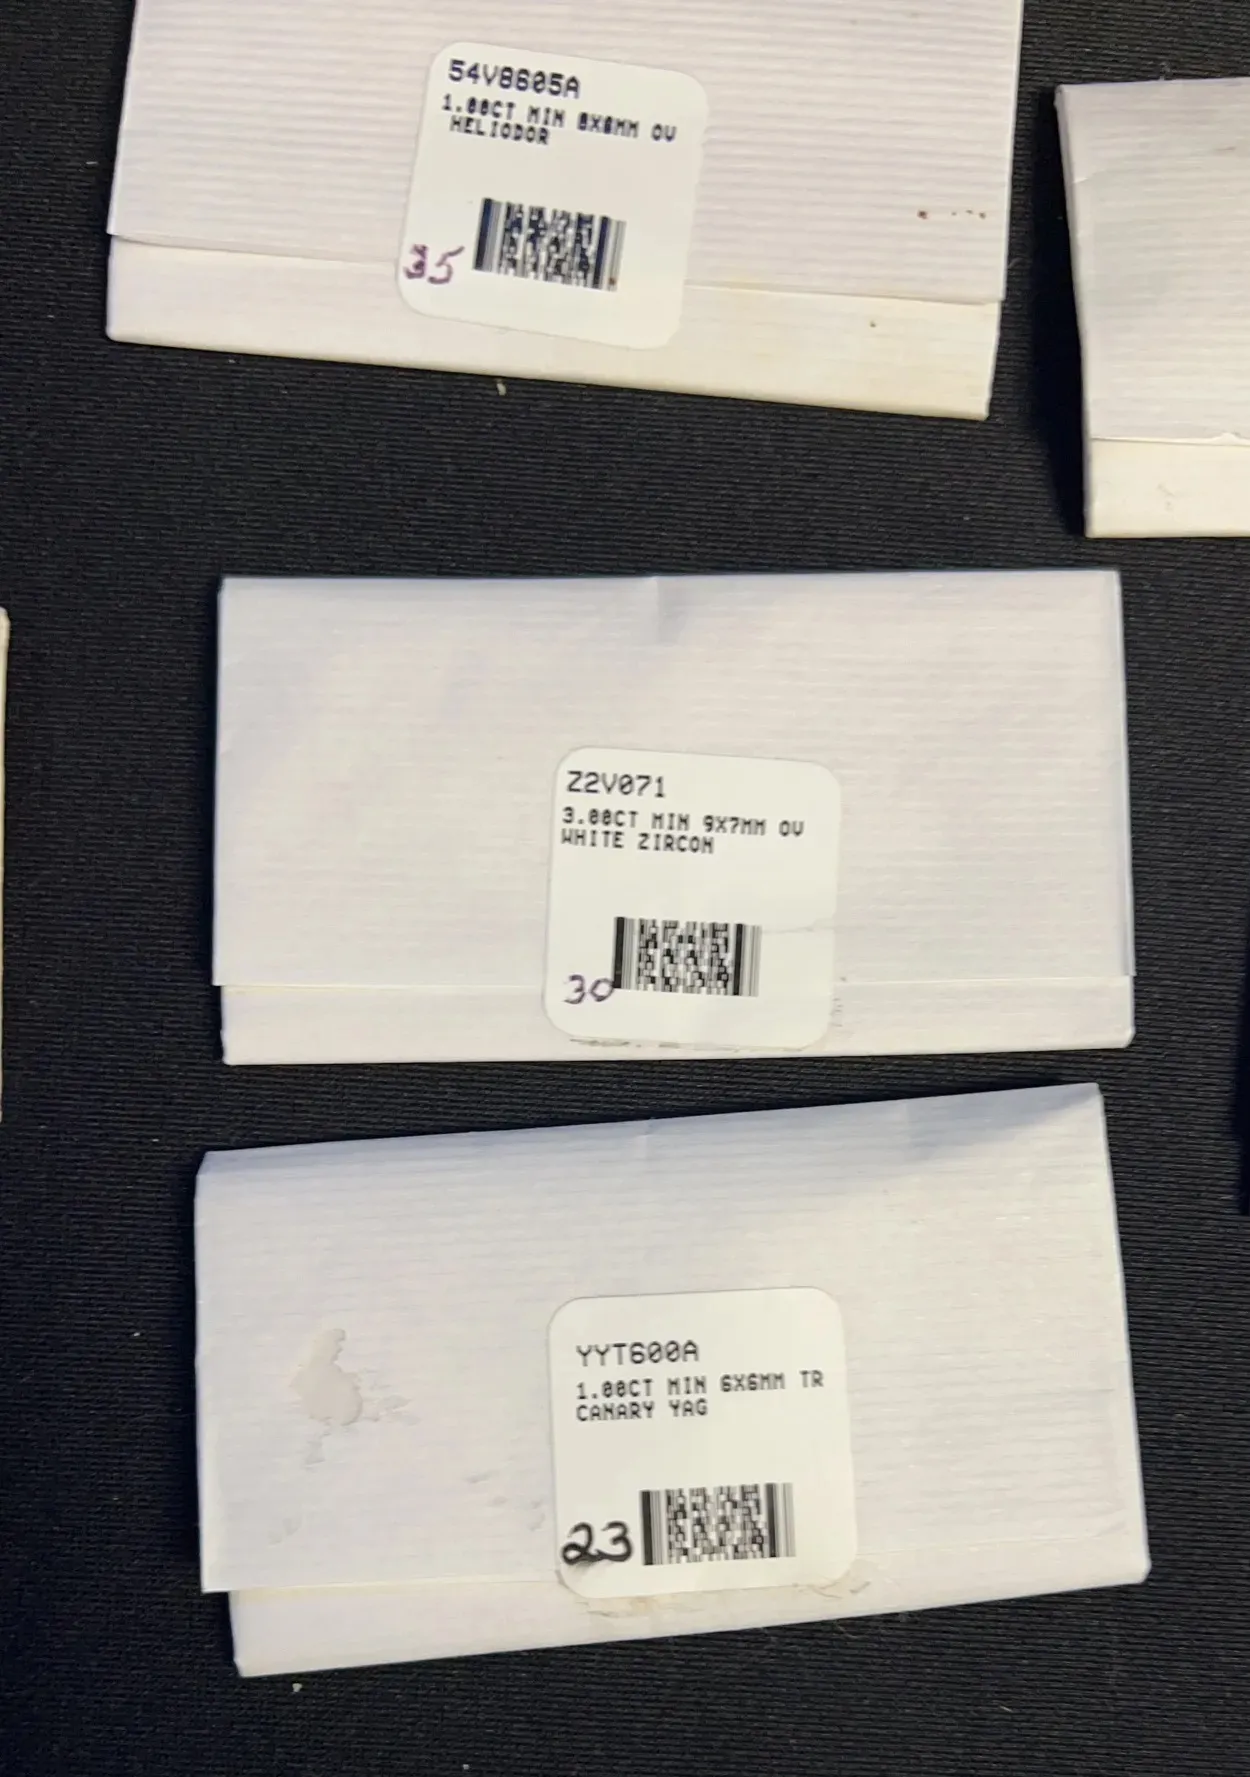 54V8605A
1.00CT MIN 8X6MM OV
HELIODOR
35
Z2V071
3.00CT MIN 9X7MM OV
WHITE ZIRCON
30
YYT600A
1.00CT MIN 6X6MM TR
CANARY YAG
23